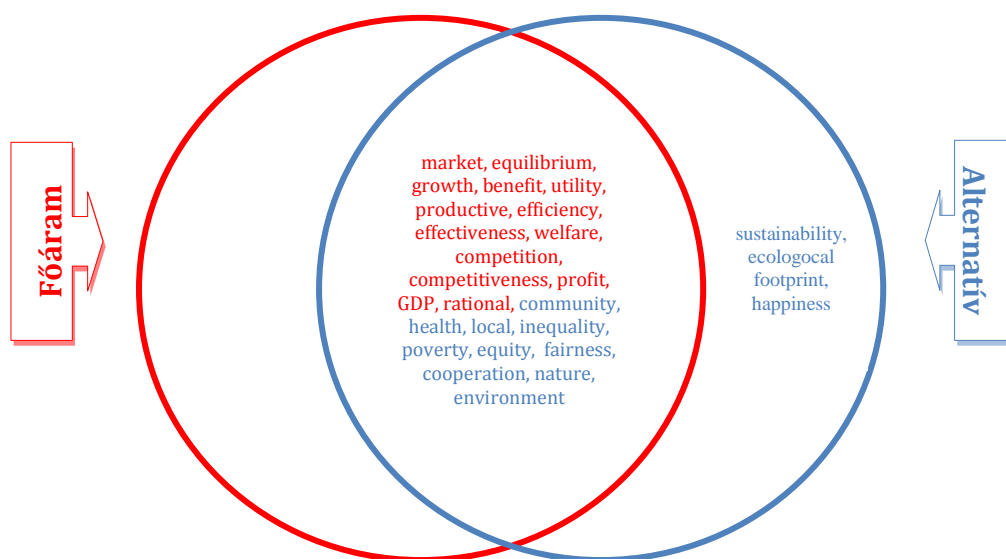 Főáram
market, equilibrium,
growth, benefit, utility,
productive, efficiency,
effectiveness, welfare,
competition,
competitiveness, profit,
GDP, rational, community,
health, local, inequality,
poverty, equity,  fairness,
cooperation, nature,
environment
sustainability,
ecologocal
footprint,
happiness
Alternatív